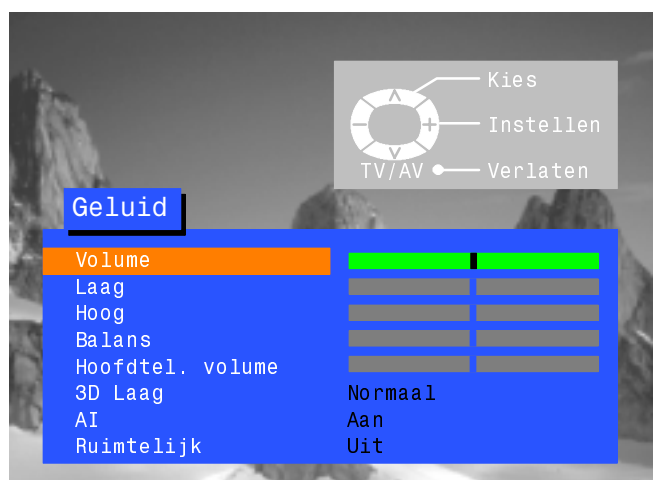 Kies
Instellen
TV/AV Verlaten
Geluid
Volume
Laag
Hoog
Balans
Hoofdtel. volume
3D Laag Normaal
AI Aan
Ruimtelijk Uit